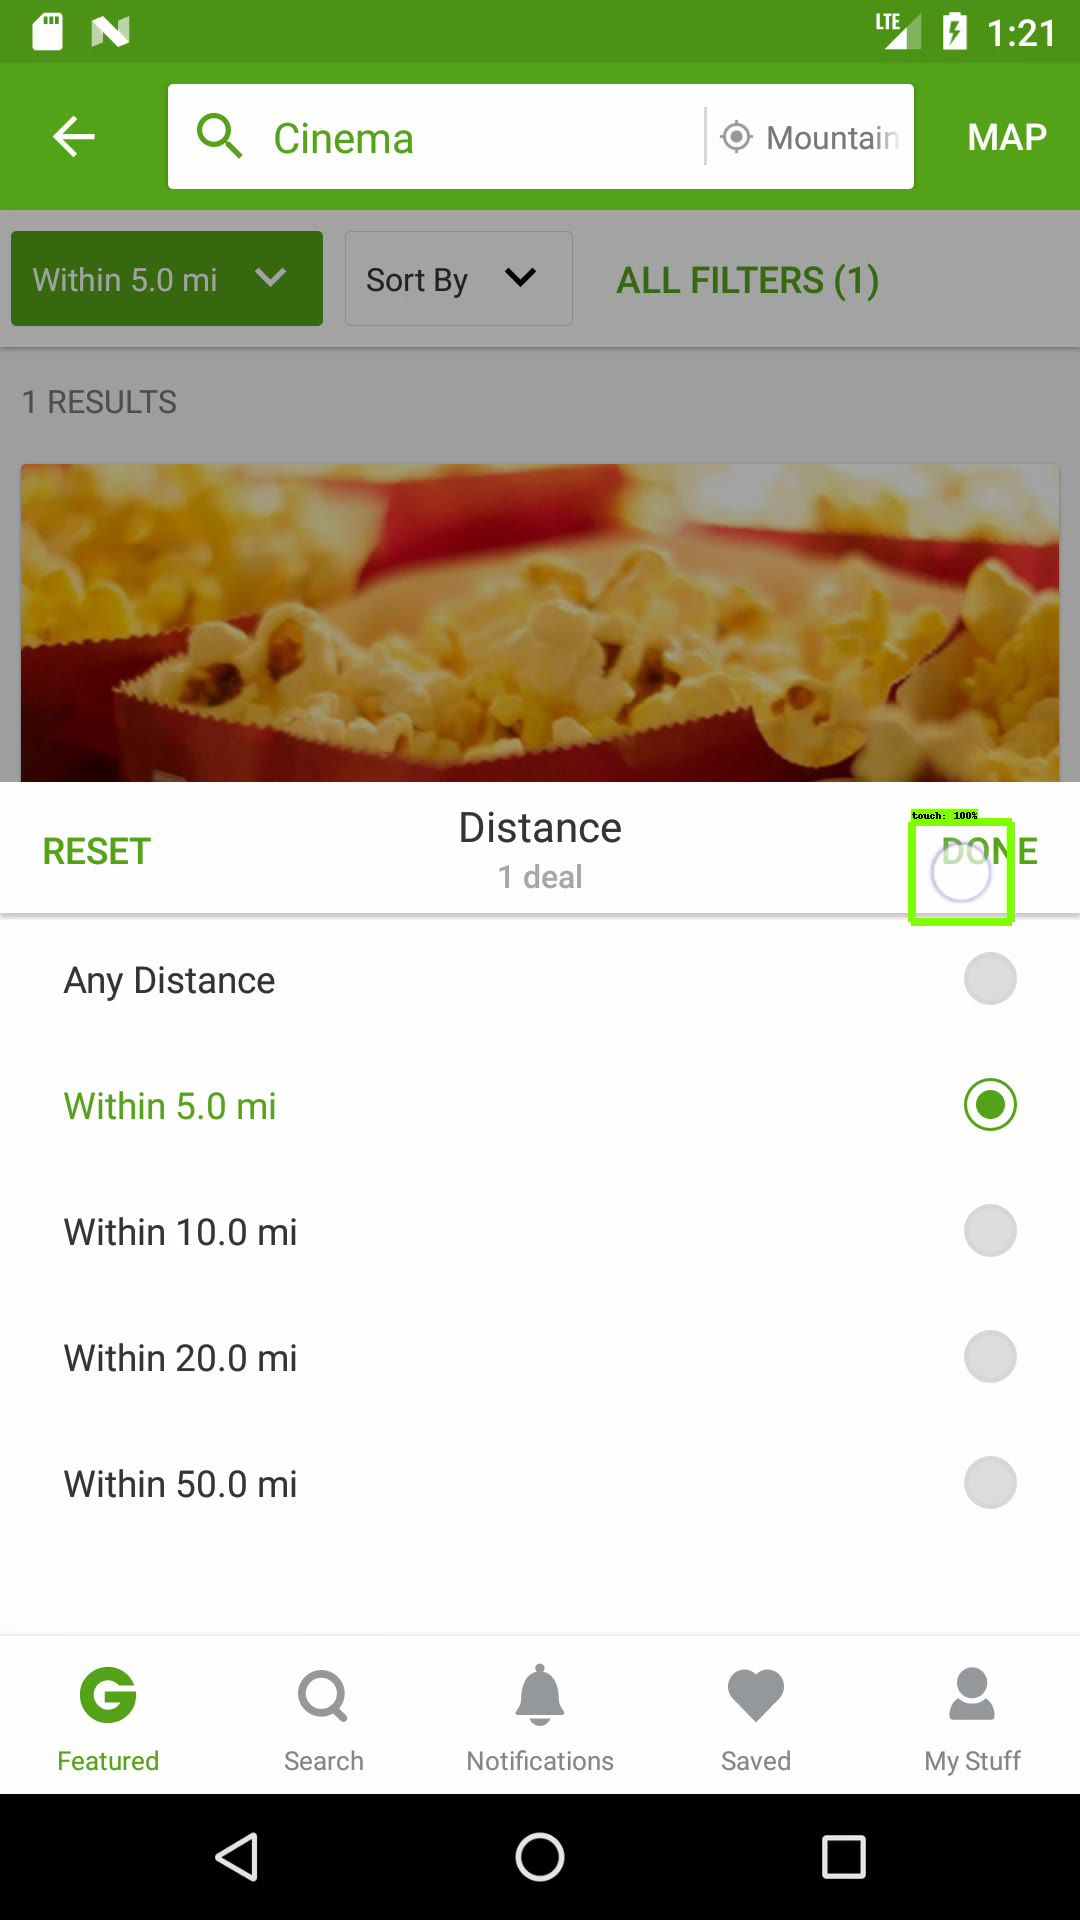 LTE 1:21
Cinema Mountain MAP
Within 5.0 mi Sort By ALL FILTERS (1)
1 RESULTS
touch: 100%
RESET Distance DONE
1 deal
Any Distance
Within 5.0 mi
Within 10.0 mi
Within 20.0 mi
Within 50.0 mi
Featured Search Notifications Saved My Stuff